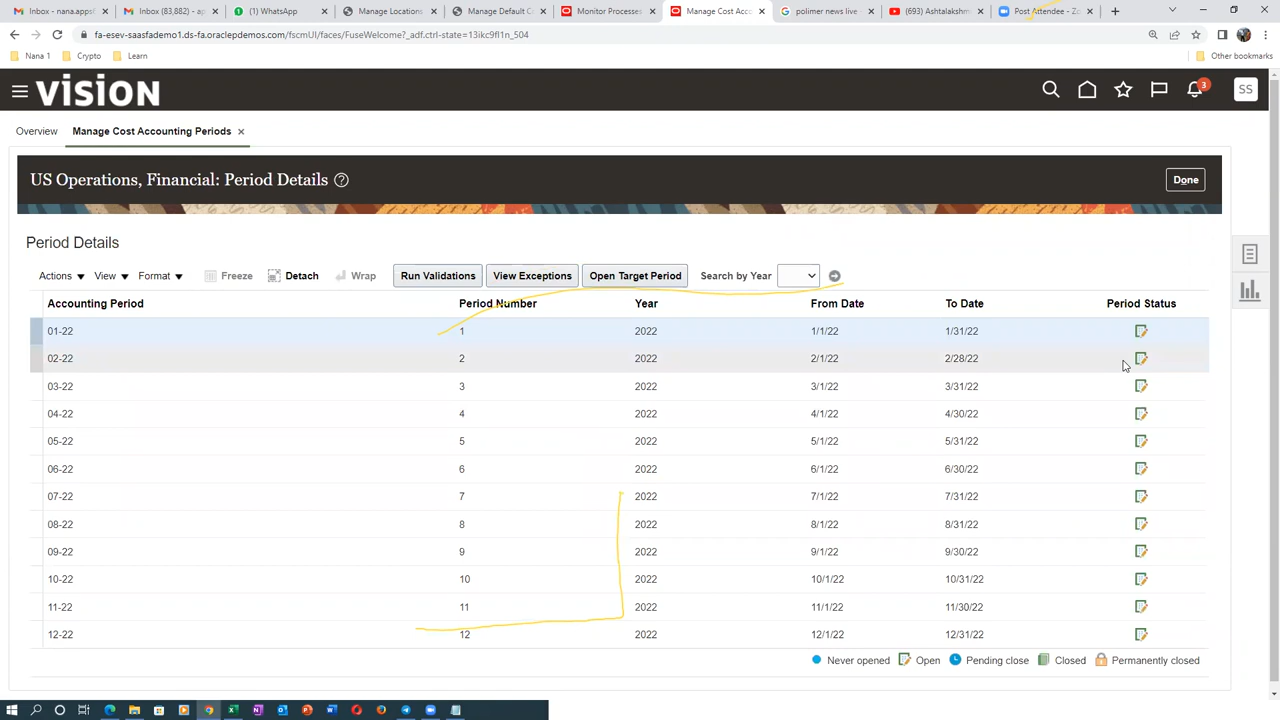 Inbox - nana.apps8
Inbox (83,882) - ap
(1) WhatsApp
Manage Locations
Manage Default C
Monitor Processes
Manage Cost Acco
polimer news live -
(693) Ashtalakshm
Post Attendee - Zo
fa-esev-saasfademo1.ds-fa.oraclepdemos.com/fscmUI/faces/FuseWelcome?_adf.ctrl-state=13ikc9fl1n_504
Nana 1
Crypto
Learn
Other bookmarks
VISION
3
SS
Overview
Manage Cost Accounting Periods
US Operations, Financial: Period Details
Done
Period Details
Actions View Format Freeze Detach Wrap Run Validations View Exceptions Open Target Period Search by Year
Accounting Period Period Number Year From Date To Date Period Status
01-22 1 2022 1/1/22 1/31/22
02-22 2 2022 2/1/22 2/28/22
03-22 3 2022 3/1/22 3/31/22
04-22 4 2022 4/1/22 4/30/22
05-22 5 2022 5/1/22 5/31/22
06-22 6 2022 6/1/22 6/30/22
07-22 7 2022 7/1/22 7/31/22
08-22 8 2022 8/1/22 8/31/22
09-22 9 2022 9/1/22 9/30/22
10-22 10 2022 10/1/22 10/31/22
11-22 11 2022 11/1/22 11/30/22
12-22 12 2022 12/1/22 12/31/22
Never opened Open Pending close Closed Permanently closed